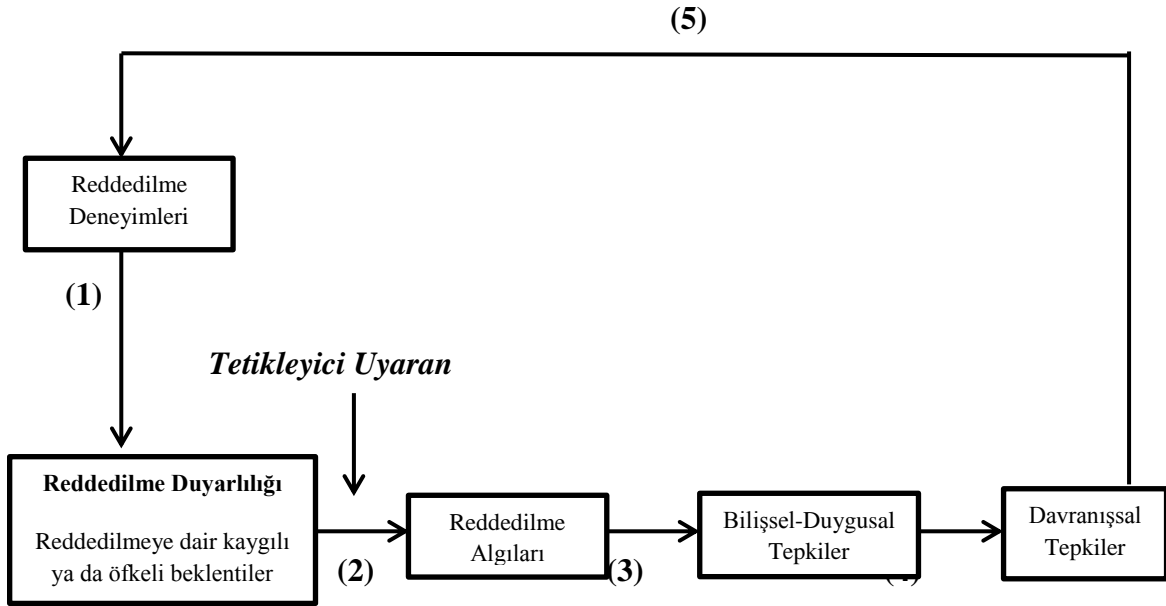 (5)
Reddedilme
Deneyimleri
(1)
Tetikleyici Uyaran
Reddedilme Duyarlılığı
Reddedilmeye dair kaygılı
ya da öfkeli beklentiler
(2)
Reddedilme
Algıları
(3)
Bilişsel-Duygusal
Tepkiler
Davranışsal
Tepkiler